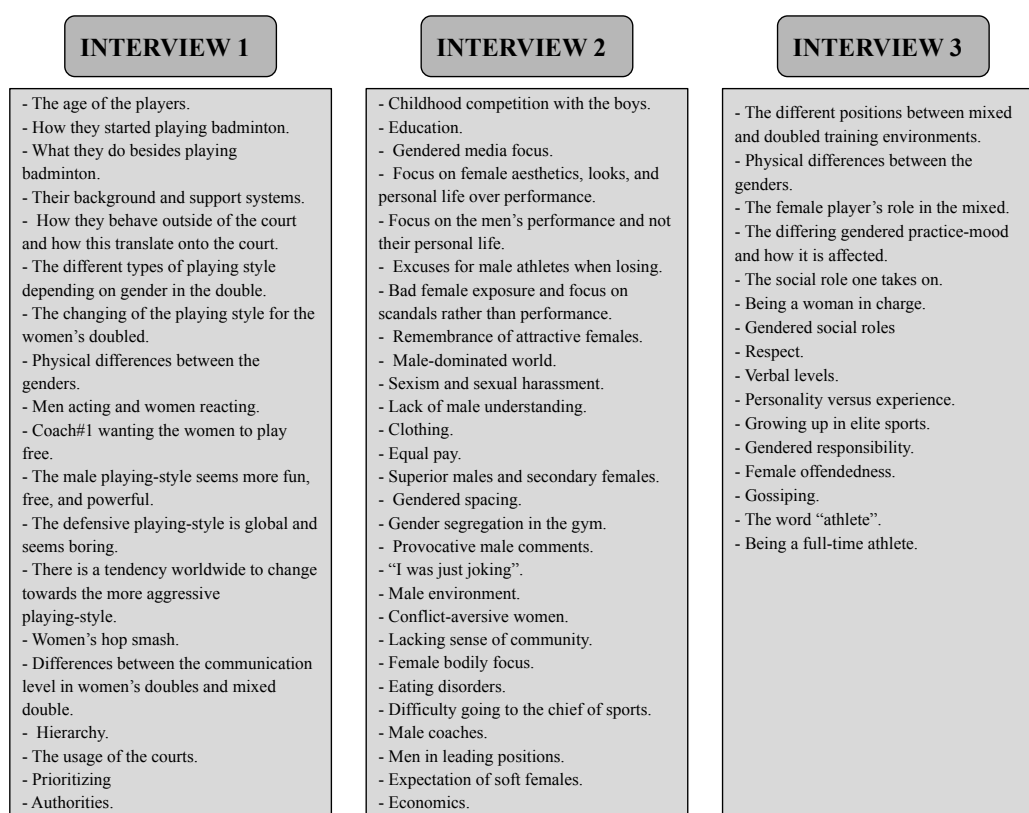 INTERVIEW 1
- The age of the players.
- How they started playing badminton.
- What they do besides playing
badminton.
- Their background and support systems.
- How they behave outside of the court
and how this translate onto the court.
- The different types of playing style
depending on gender in the double.
- The changing of the playing style for the
women's doubled.
- Physical differences between the
genders.
- Men acting and women reacting.
- Coach#1 wanting the women to play
free.
- The male playing-style seems more fun,
free, and powerful.
- The defensive playing-style is global and
seems boring.
- There is a tendency worldwide to change
towards the more aggressive
playing-style.
- Women's hop smash.
- Differences between the communication
level in women's doubles and mixed
double.
- Hierarchy.
- The usage of the courts.
- Prioritizing
- Authorities.
INTERVIEW 2
- Childhood competition with the boys.
- Education.
- Gendered media focus.
- Focus on female aesthetics, looks, and
personal life over performance.
- Focus on the men's performance and not
their personal life.
- Excuses for male athletes when losing.
- Bad female exposure and focus on
scandals rather than performance.
- Remembrance of attractive females.
- Male-dominated world.
- Sexism and sexual harassment.
- Lack of male understanding.
- Clothing.
- Equal pay.
- Superior males and secondary females.
- Gendered spacing.
- Gender segregation in the gym.
- Provocative male comments.
- "I was just joking".
- Male environment.
- Conflict-aversive women.
- Lacking sense of community.
- Female bodily focus.
- Eating disorders.
- Difficulty going to the chief of sports.
- Male coaches.
- Men in leading positions.
- Expectation of soft females.
- Economics.
INTERVIEW 3
- The different positions between mixed
and doubled training environments.
- Physical differences between the
genders.
- The female player's role in the mixed.
- The differing gendered practice-mood
and how it is affected.
- The social role one takes on.
- Being a woman in charge.
- Gendered social roles
- Respect.
- Verbal levels.
- Personality versus experience.
- Growing up in elite sports.
- Gendered responsibility.
- Female offendedness.
- Gossiping.
- The word "athlete".
- Being a full-time athlete.